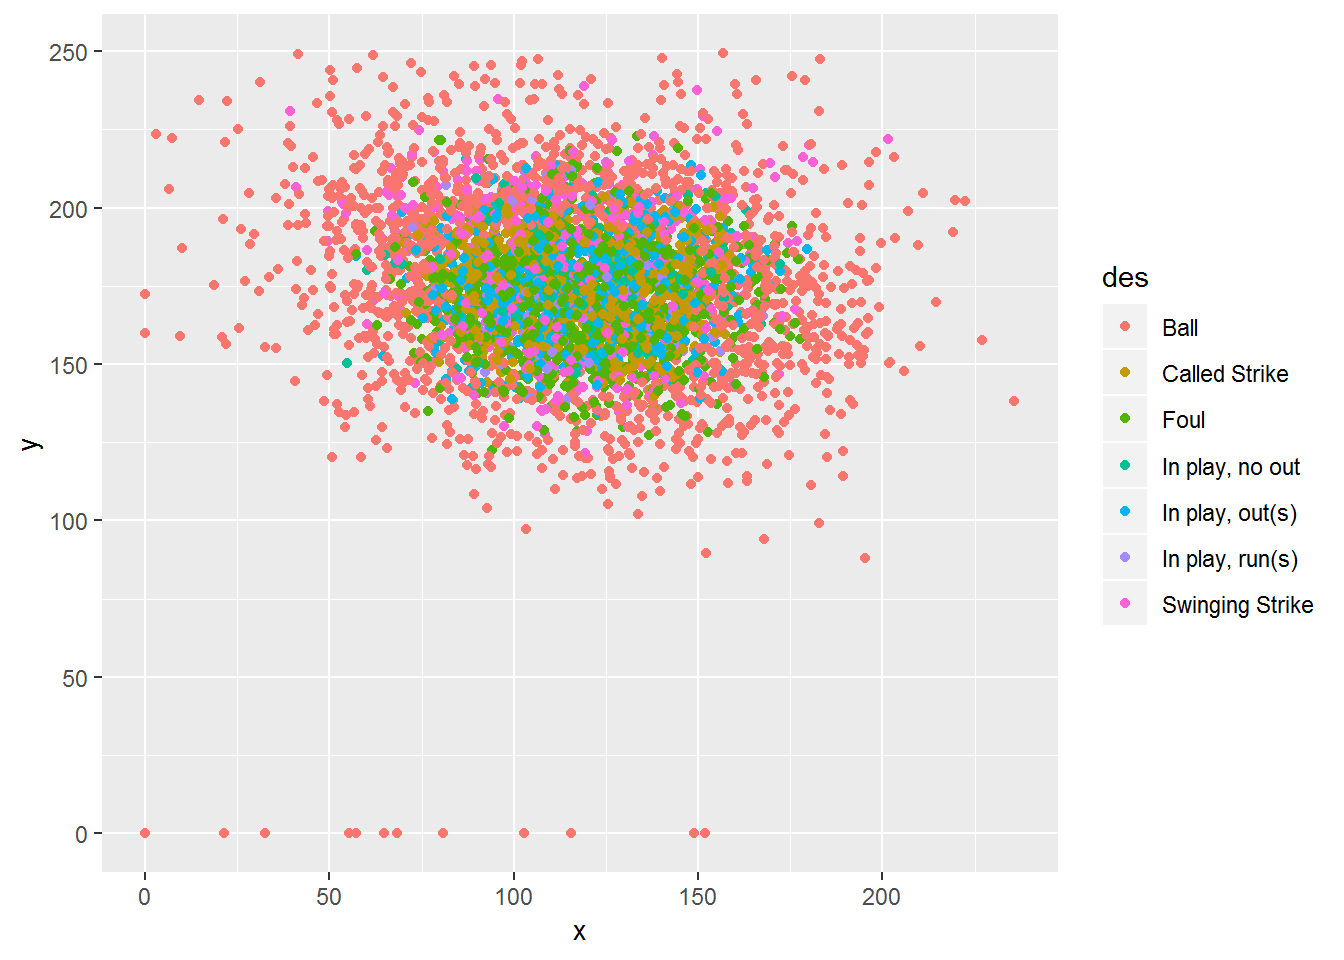 250
200
150
100
50
0
y
0
50
100
150
200
x
des
Ball
Called Strike
Foul
In play, no out
In play, out(s)
In play, run(s)
Swinging Strike